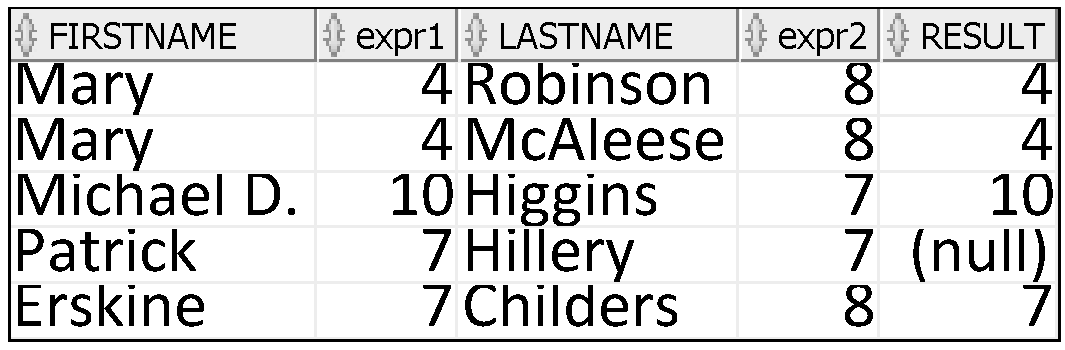 FIRSTNAME expr1 LASTNAME expr2 RESULT
Mary 4 Robinson 8 4
Mary 4 McAleese 8 4
Michael D. 10 Higgins 7 10
Patrick 7 Hillery 7 (null)
Erskine 7 Childers 8 7